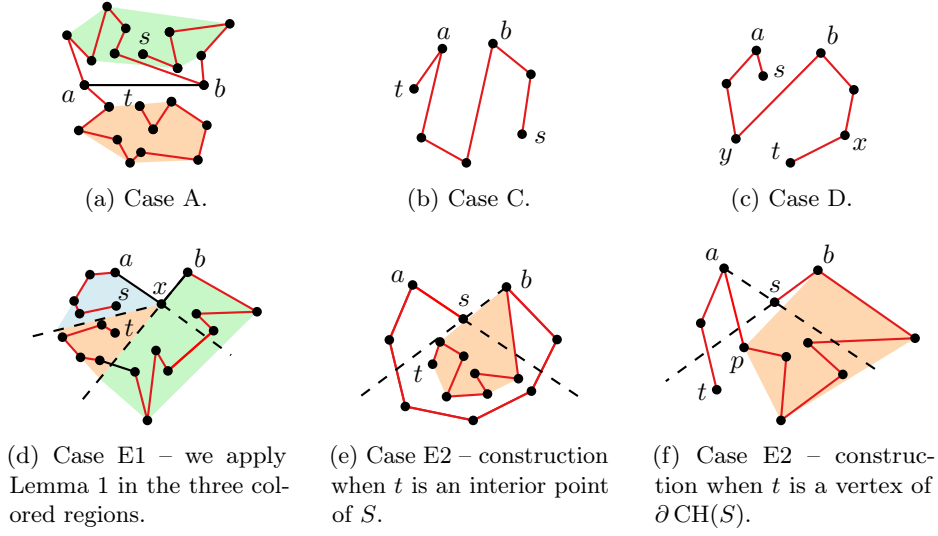 s
a t b
(a) Case A.
a b
t s
(b) Case C.
a b
s
y t x
(c) Case D.
a x b
s
t
(d) Case E1 – we apply
Lemma 1 in the three col-
ored regions.
a s b
t
(e) Case E2 – construction
when t is an interior point
of S.
a s b
p
t
(f) Case E2 – construc-
tion when t is a vertex of
∂ CH(S).